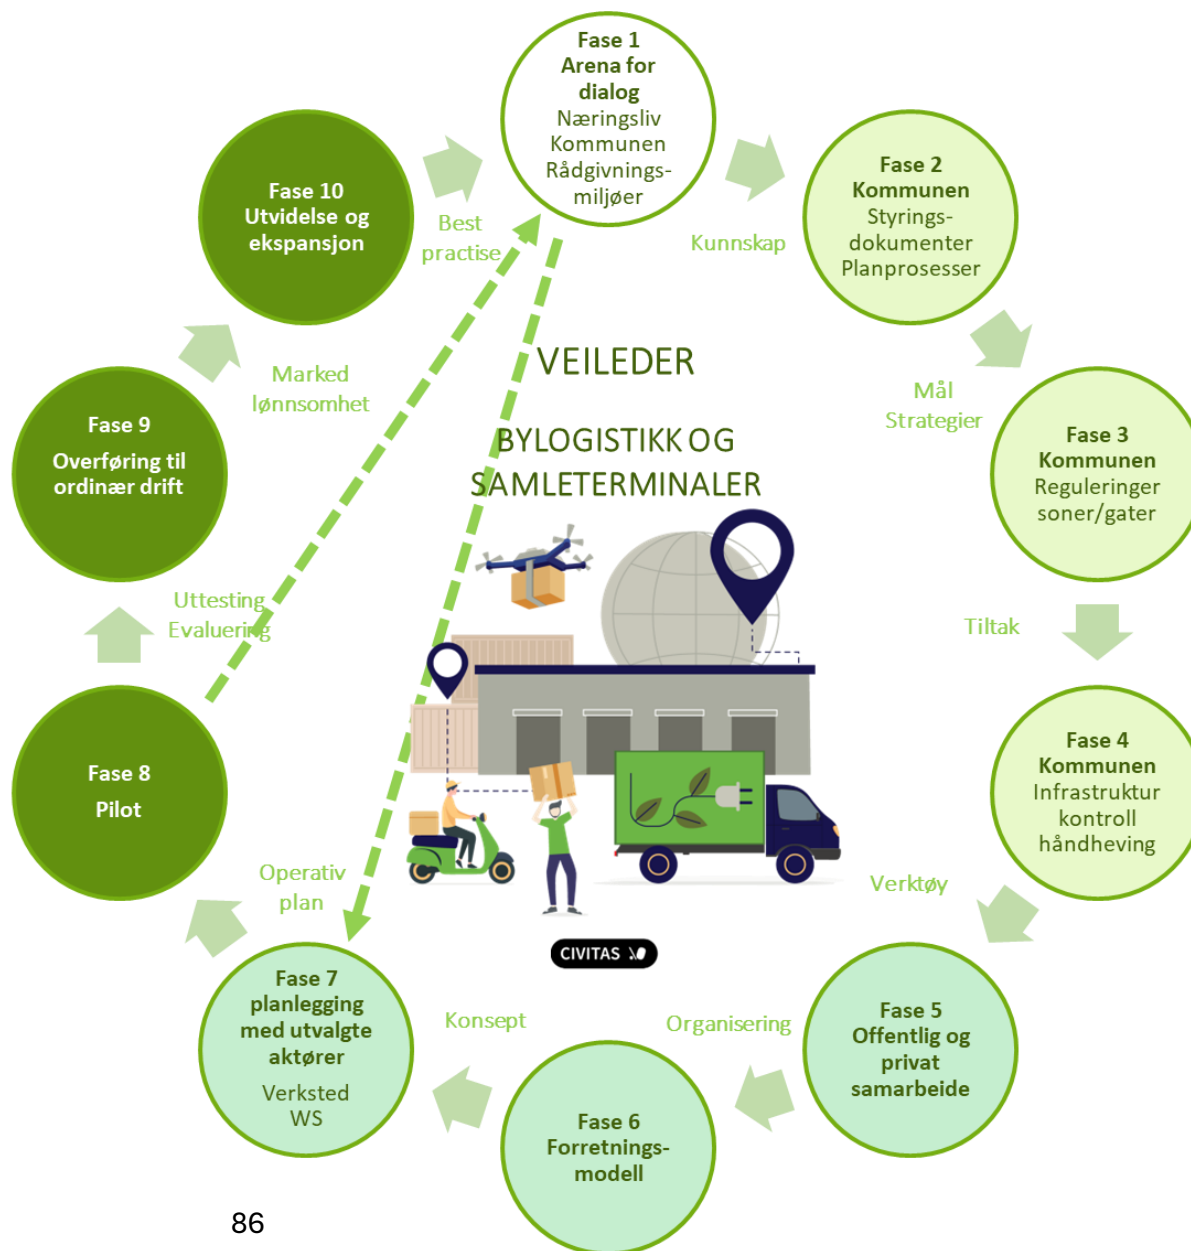 Fase 1
Arena for
dialog
Næringsliv
Kommunen
Rådgivnings-
miljøer
Kunnskap
Fase 2
Kommunen
Styrings-
dokumenter
Planprosesser
Mål
Strategier
Fase 3
Kommunen
Reguleringer
soner/gater
Tiltak
Fase 4
Kommunen
Infrastruktur
kontroll
håndheving
Verktøy
Fase 5
Offentlig og
privat
samarbeide
Organisering
Fase 6
Forretnings-
modell
Konsept
Fase 7
planlegging
med utvalgte
aktører
Verksted
WS
Operativ
plan
Fase 8
Pilot
Uttesting
Evaluering
Fase 9
Overføring til
ordinær drift
Marked
lønnsomhet
Fase 10
Utvidelse og
ekspansjon
Best
practise
VEILEDER
BYLOGISTIKK OG
SAMLETERMINALER
CIVITAS
86